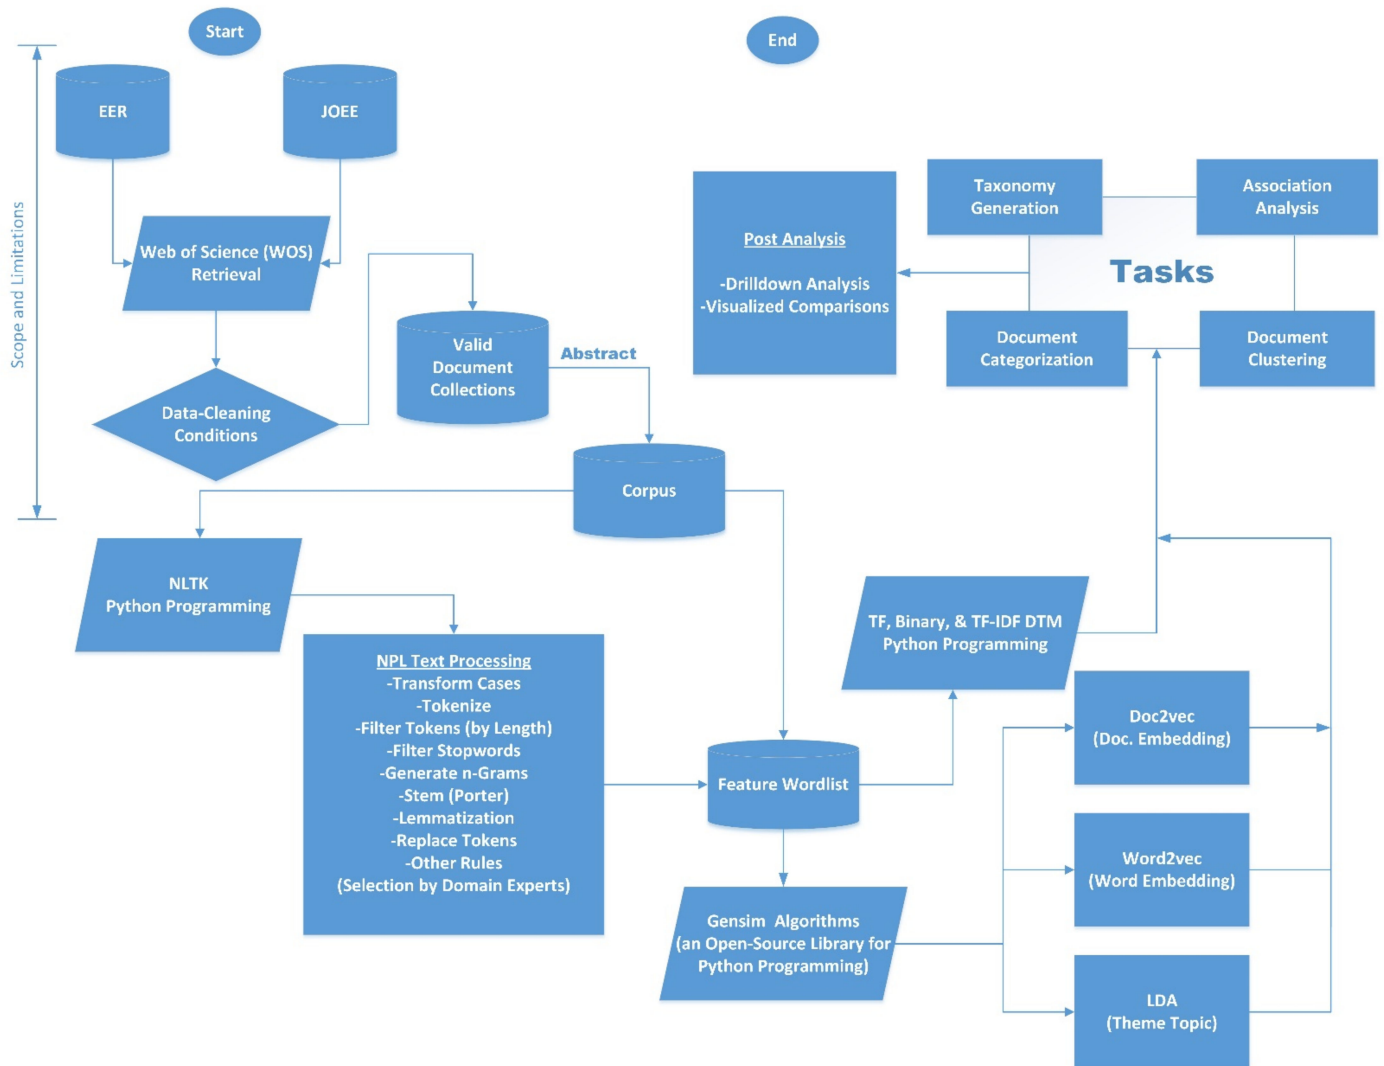 Start
End
Scope and Limitations
EER
JOEE
Web of Science (WOS)
Retrieval
Data-Cleaning
Conditions
Valid
Document
Collections
Abstract
Corpus
NLTK
Python Programming
NPL Text Processing
-Transform Cases
-Tokenize
-Filter Tokens (by Length)
-Filter Stopwords
-Generate n-Grams
-Stem (Porter)
-Lemmatization
-Replace Tokens
-Other Rules
(Selection by Domain Experts)
Feature Wordlist
Gensim Algorithms
(an Open-Source Library for
Python Programming)
TF, Binary, & TF-IDF DTM
Python Programming
Doc2vec
(Doc. Embedding)
Word2vec
(Word Embedding)
LDA
(Theme Topic)
Taxonomy
Generation
Association
Analysis
Tasks
Document
Categorization
Document
Clustering
Post Analysis
-Drilldown Analysis
-Visualized Comparisons